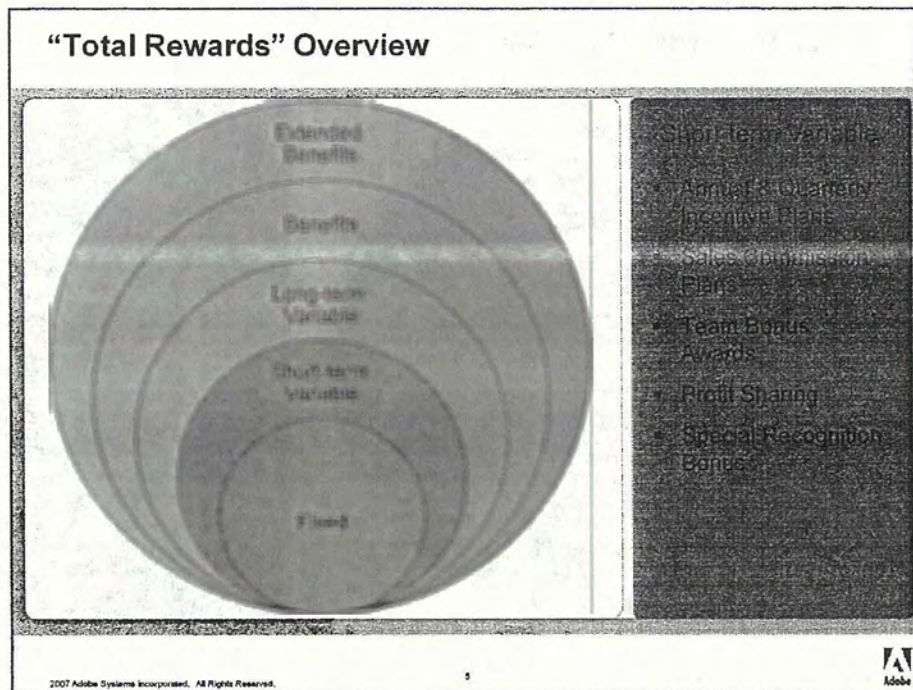 “Total Rewards” Overview
Extended
Benefits
Benefits
Long-term
Variable
Short-term
Variable
Fixed
Short-term Variable
• Annual & Quarterly
Incentive Plans
Sales Commission
Plans
• Team Bonus
Awards
• Profit Sharing
• Special Recognition
Bonus
2007 Adobe Systems Incorporated. All Rights Reserved.
5
Adobe